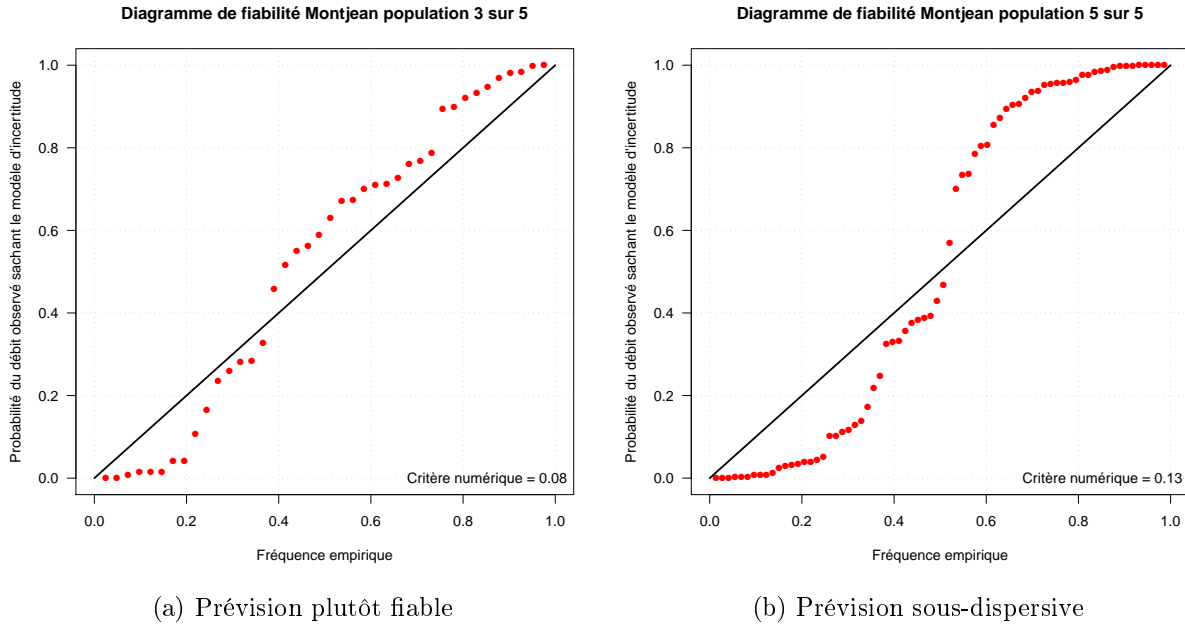 Diagramme de fiabilité Montjean population 3 sur 5
Probabilité du débit observé sachant le modèle d'incertitude
1.0
0.8
0.6
0.4
0.2
0.0
Critère numérique = 0.08
0.0 0.2 0.4 0.6 0.8 1.0
Fréquence empirique
(a) Prévision plutôt fiable
Diagramme de fiabilité Montjean population 5 sur 5
Probabilité du débit observé sachant le modèle d'incertitude
1.0
0.8
0.6
0.4
0.2
0.0
Critère numérique = 0.13
0.0 0.2 0.4 0.6 0.8 1.0
Fréquence empirique
(b) Prévision sous-dispersive